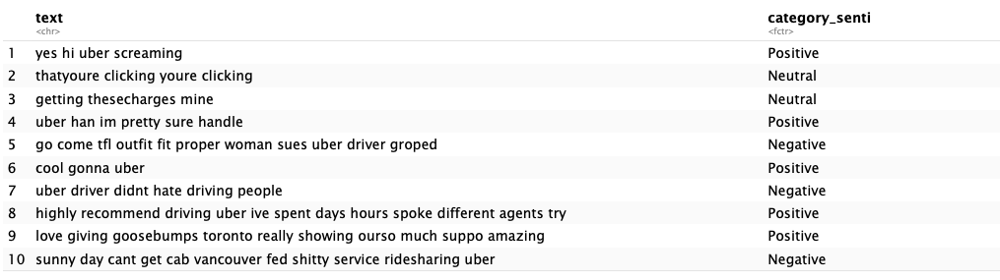 text category_senti
<chr> <fctr>
1 yes hi uber screaming Positive
2 thatyoure clicking youre clicking Neutral
3 getting thesecharges mine Neutral
4 uber han im pretty sure handle Positive
5 go come tfl outfit fit proper woman sues uber driver groped Negative
6 cool gonna uber Positive
7 uber driver didnt hate driving people Negative
8 highly recommend driving uber ive spent days hours spoke different agents try Positive
9 love giving goosebumps toronto really showing ourso much suppo amazing Positive
10 sunny day cant get cab vancouver fed shitty service ridesharing uber Negative